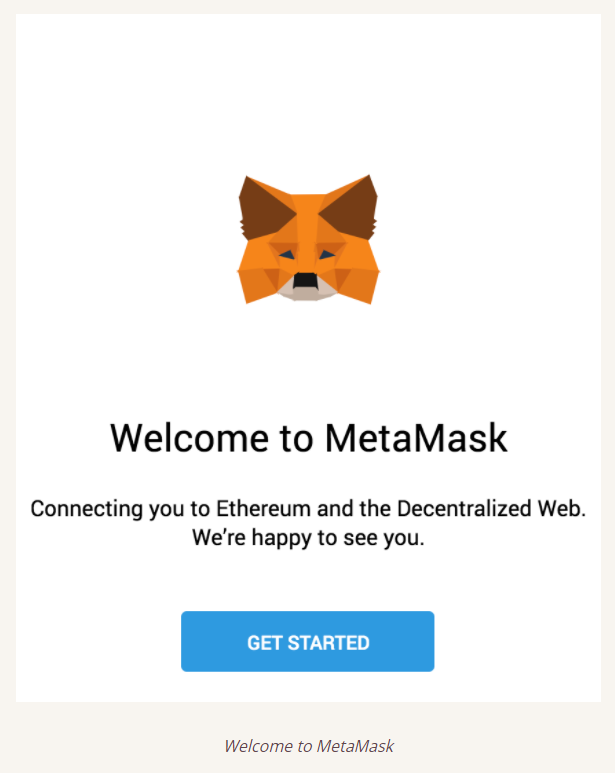 Welcome to MetaMask
Connecting you to Ethereum and the Decentralized Web.
We’re happy to see you.
GET STARTED
Welcome to MetaMask